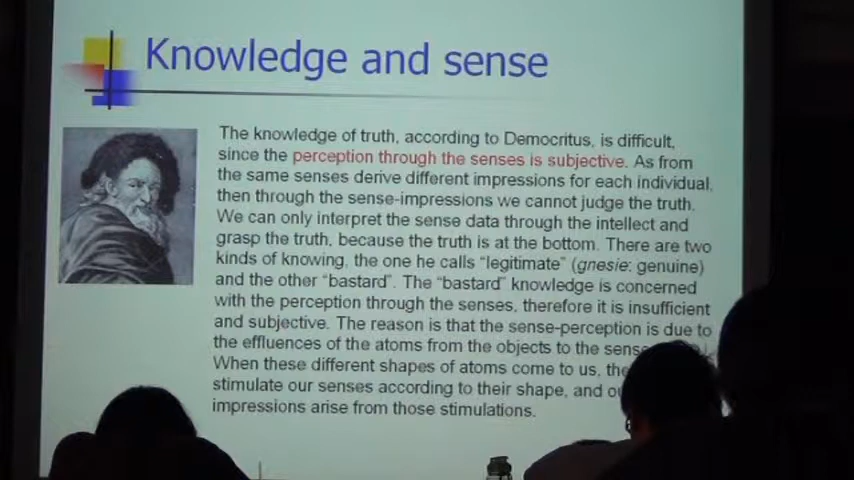 Knowledge and sense
The knowledge of truth, according to Democritus, is difficult,
since the perception through the senses is subjective. As from
the same senses derive different impressions for each individual,
then through the sense-impressions we cannot judge the truth.
We can only interpret the sense data through the intellect and
grasp the truth, because the truth is at the bottom. There are two
kinds of knowing, the one he calls “legitimate” (gnesie: genuine)
and the other “bastard”. The “bastard” knowledge is concerned
with the perception through the senses, therefore it is insufficient
and subjective. The reason is that the sense-perception is due to
the effluences of the atoms from the objects to the
When these different shapes of atoms come to us,
stimulate our senses according to their shape, and
impressions arise from those stimulations.